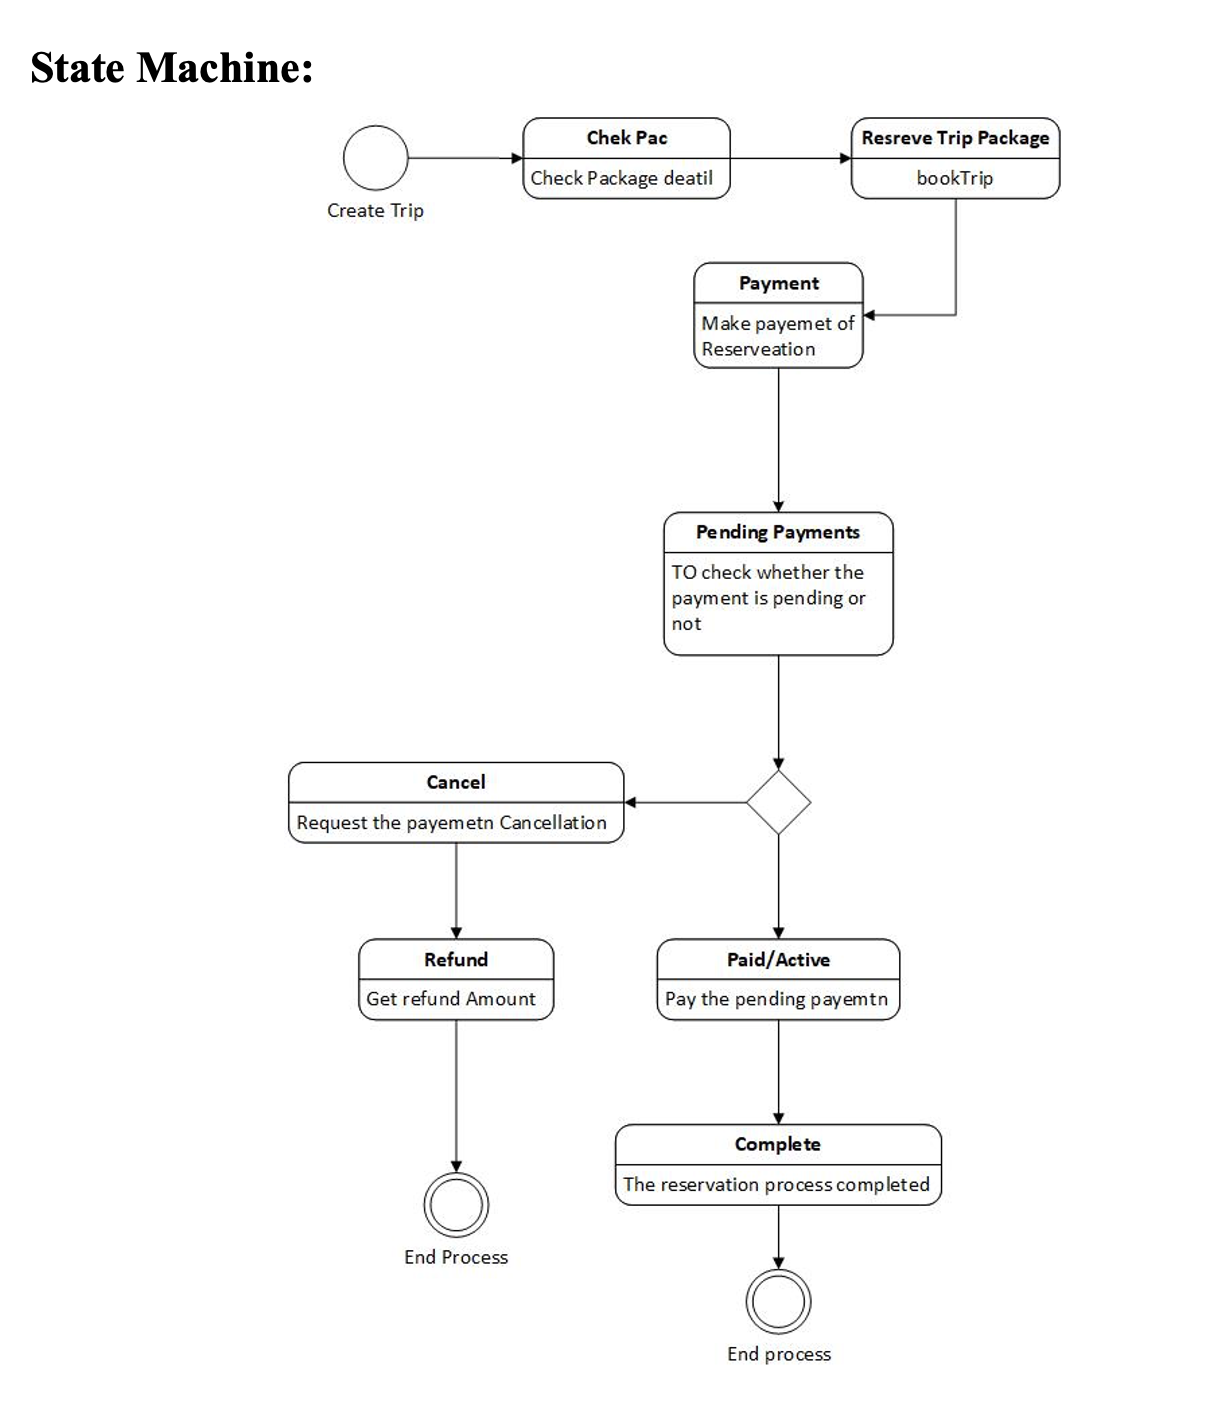 State Machine:
Create Trip
Chek Pac
Check Package deatil
Resreve Trip Package
bookTrip
Payment
Make payemet of
Reserveation
Pending Payments
TO check whether the
payment is pending or
not
Cancel
Request the payemetn Cancellation
Refund
Get refund Amount
Paid/Active
Pay the pending payemtn
Complete
The reservation process completed
End Process
End process